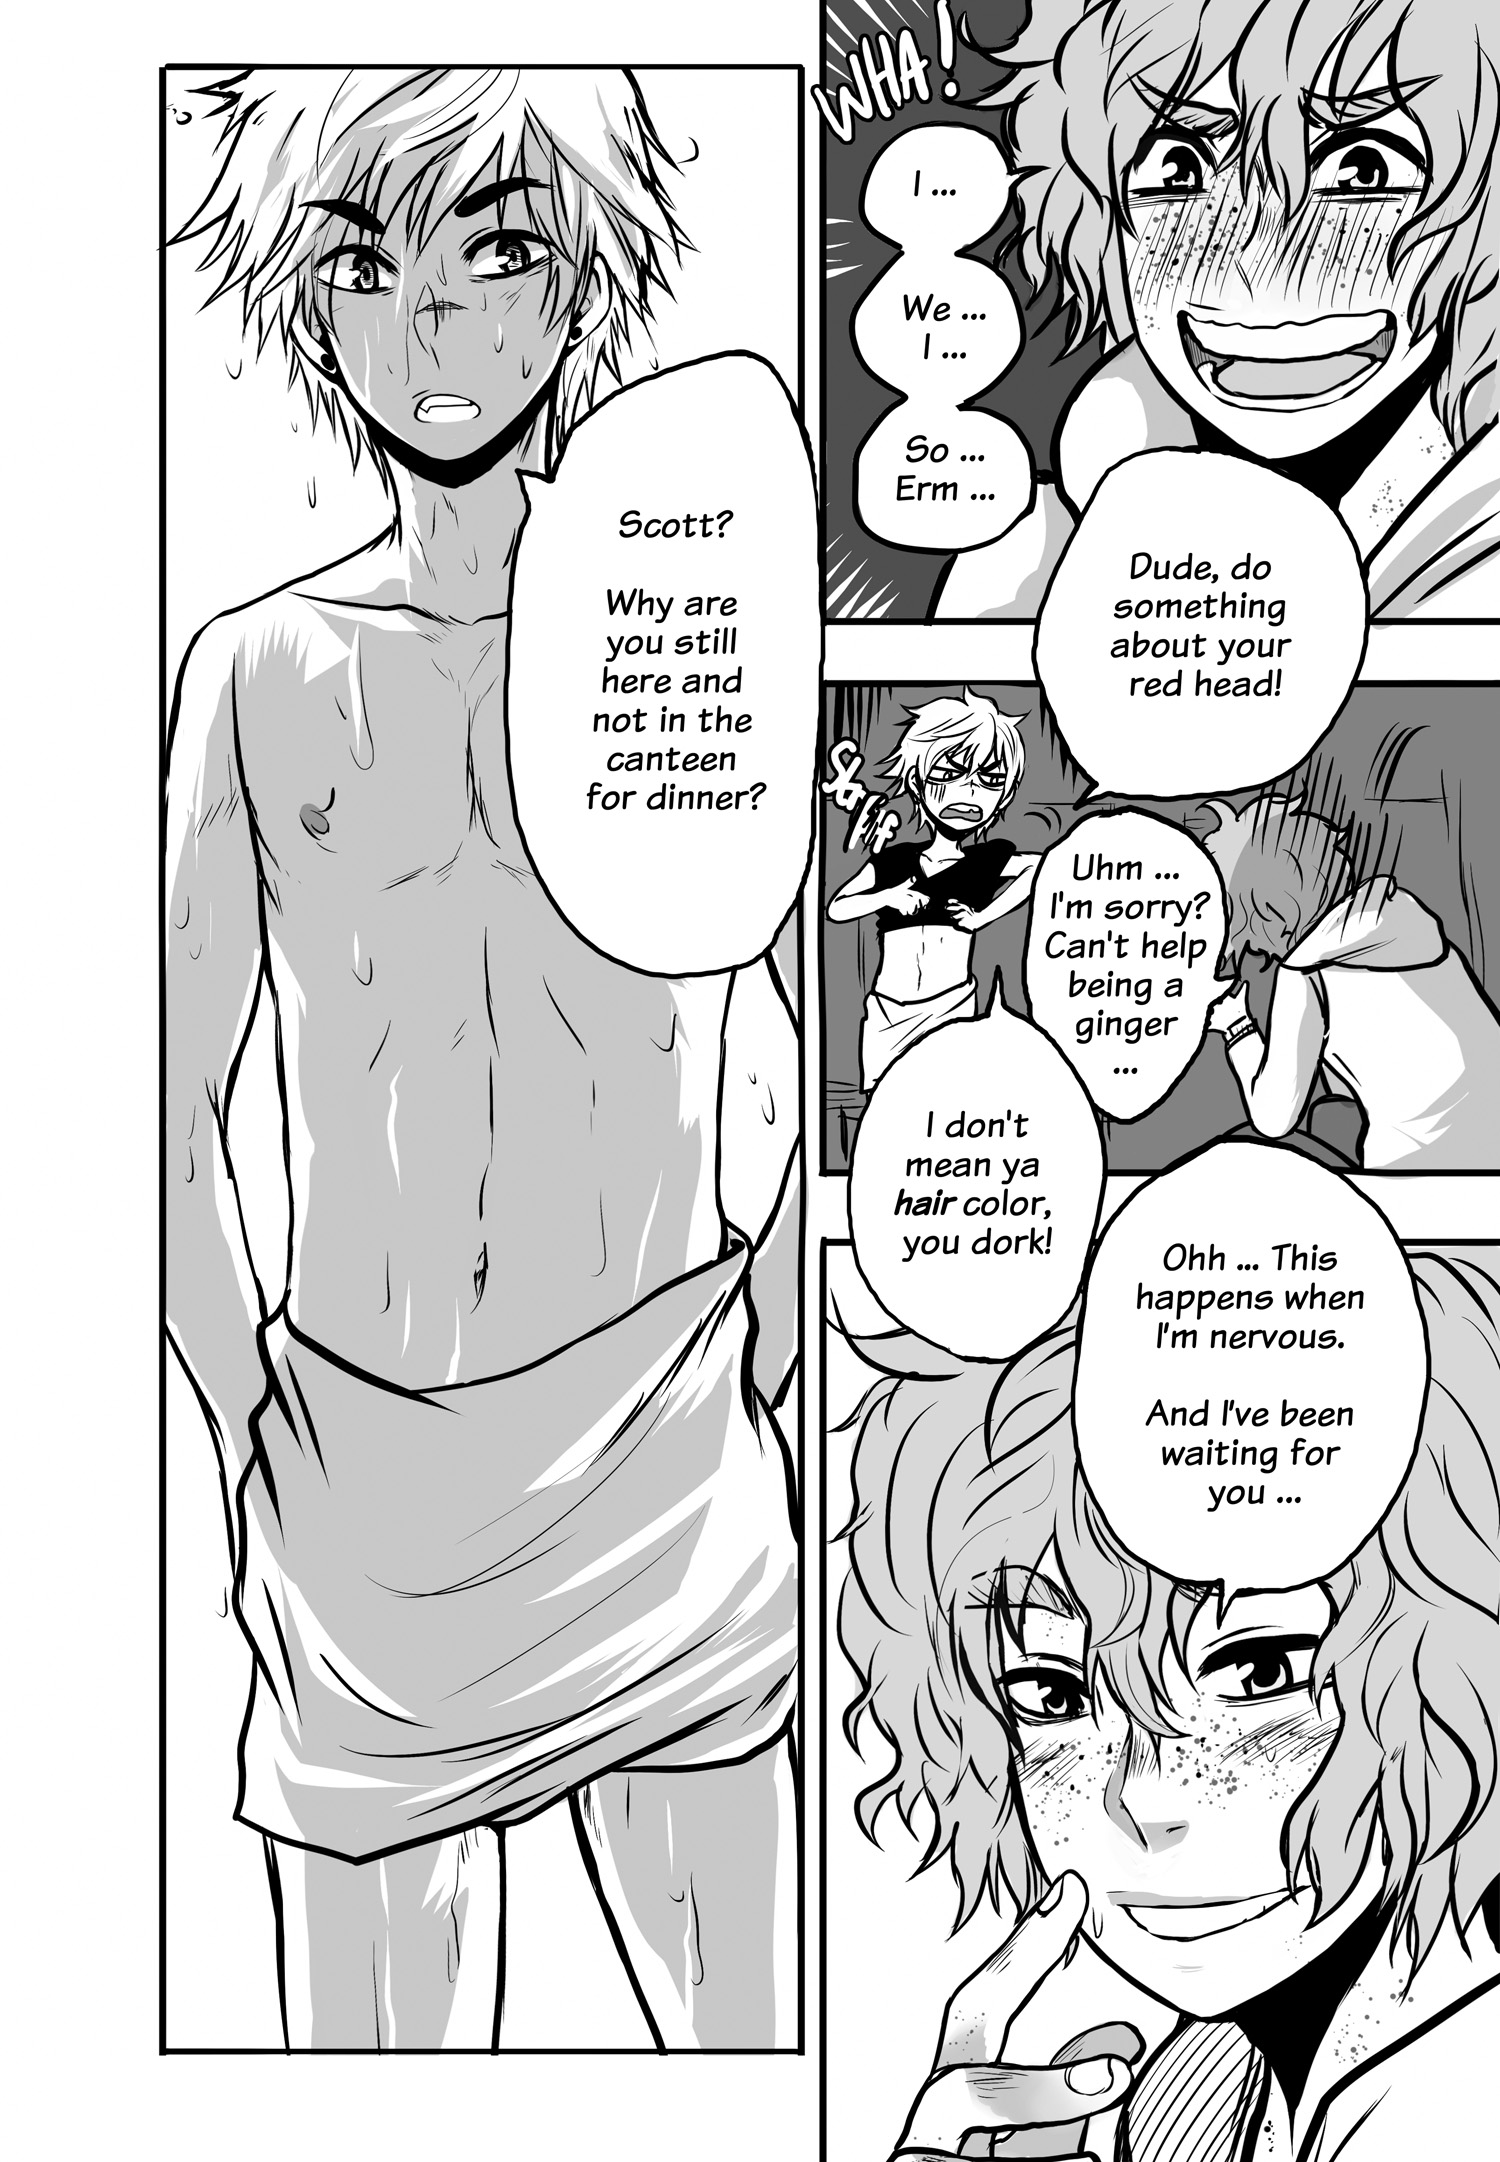 Scott?
Why are
you still
here and
not in the
canteen
for dinner?
WHA!
I ...
We ...
I ...
So ...
Erm ...
Dude, do
something
about your
red head!
Uhm ...
I'm sorry?
Can't help
being a
ginger
...
I don't
mean ya
hair color,
you dork!
Ohh ... This
happens when
I'm nervous.
And I've been
waiting for
you ...